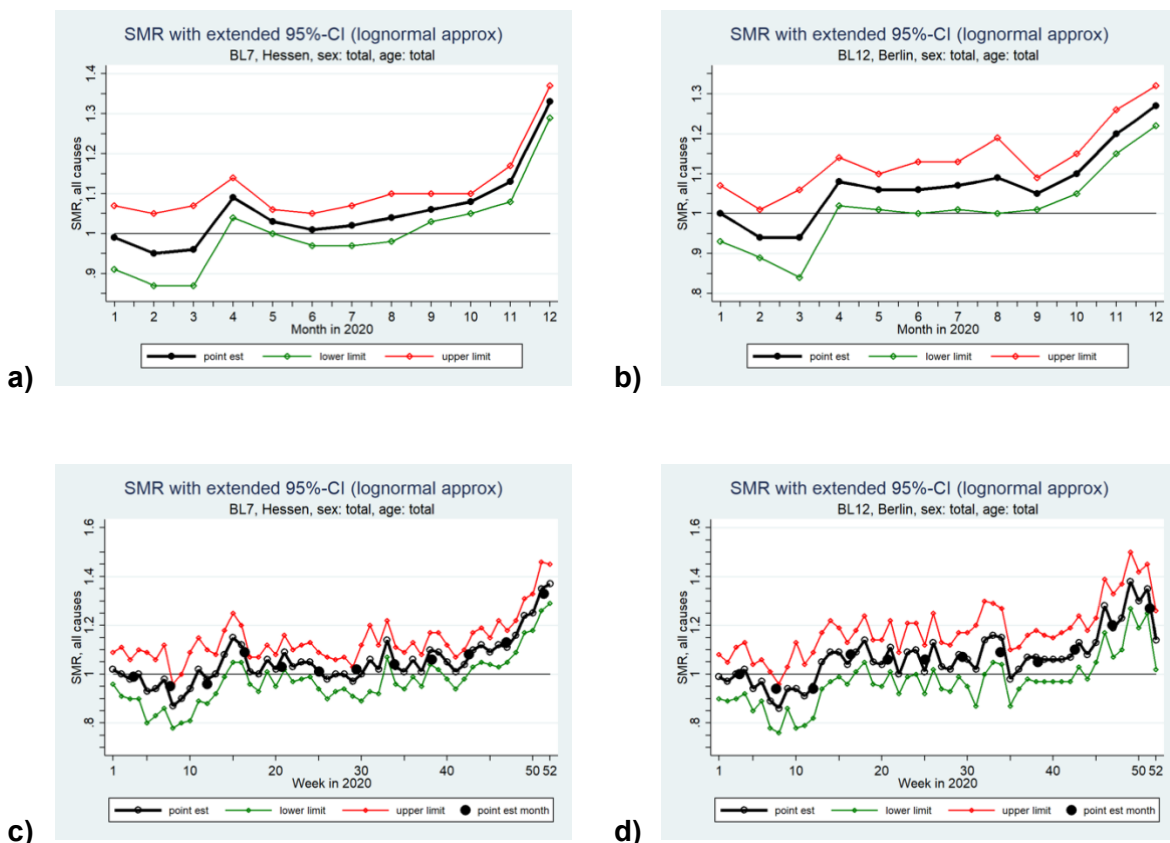 SMR with extended 95%-CI (lognormal approx)
BL7, Hessen, sex: total, age: total
SMR, all causes
1.4
1.3
1.2
1.1
1
.9
1 2 3 4 5 6 7 8 9 10 11 12
Month in 2020
point est lower limit upper limit
a)
SMR with extended 95%-CI (lognormal approx)
BL12, Berlin, sex: total, age: total
SMR, all causes
1.3
1.2
1.1
1
.9
.8
1 2 3 4 5 6 7 8 9 10 11 12
Month in 2020
point est lower limit upper limit
b)
SMR with extended 95%-CI (lognormal approx)
BL7, Hessen, sex: total, age: total
SMR, all causes
1.6
1.4
1.2
1
.8
1 10 20 30 40 50 52
Week in 2020
point est lower limit upper limit point est month
c)
SMR with extended 95%-CI (lognormal approx)
BL12, Berlin, sex: total, age: total
SMR, all causes
1.6
1.4
1.2
1
.8
1 10 20 30 40 50 52
Week in 2020
point est lower limit upper limit point est month
d)